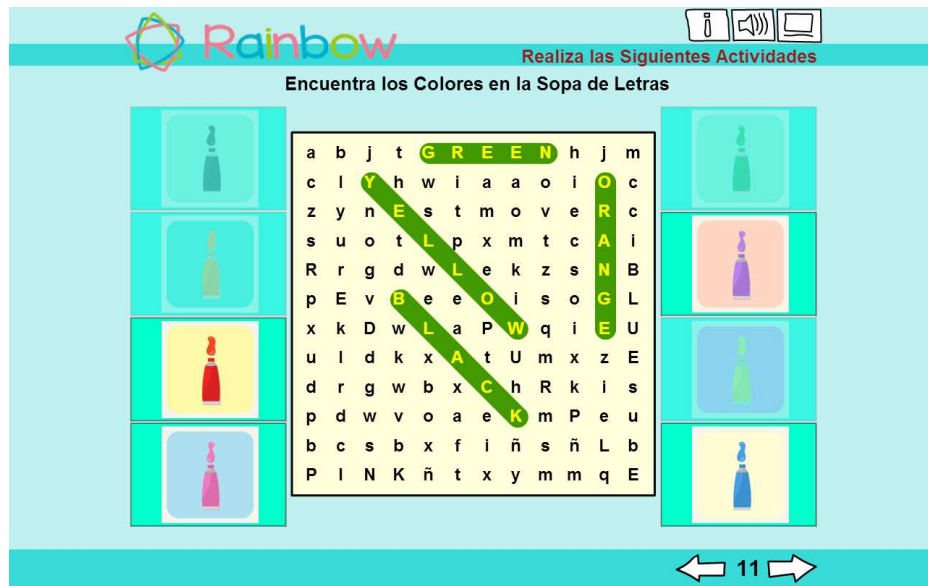 Rainbow
Realiza las Siguientes Actividades
Encuentra los Colores en la Sopa de Letras
a b j t G R E E N h j m
c l Y h w i a a o i O c
z y n E s t m o v e R c
s u o t L p x m t c A i
R r g d w L e k z s N B
p E v B e e O i s o G L
x k D w L a P W q i E U
u l d k x A t U m x z E
d r g w b x C h R k i s
p d w v o a e K m P e u
b c s b x f i ñ s ñ L b
P I N K ñ t x y m m q E
11